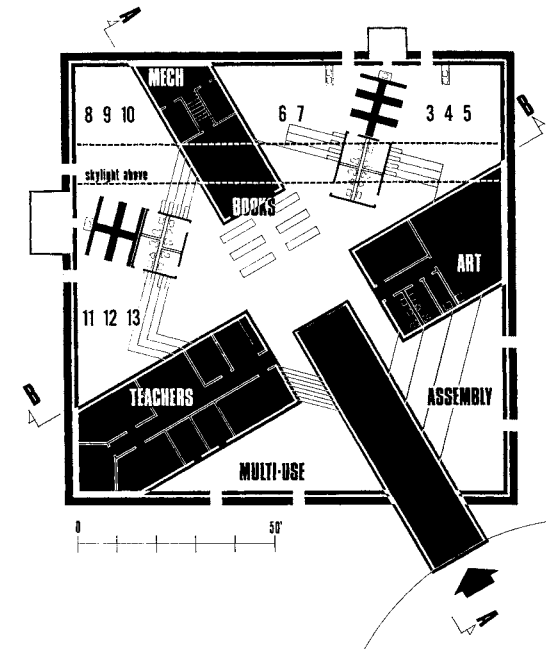 A
MECH
8 9 10
6 7
3 4 5
B
skylight above
BOOKS
ART
11 12 13
B
TEACHERS
ASSEMBLY
MULTI-USE
0 50'
A